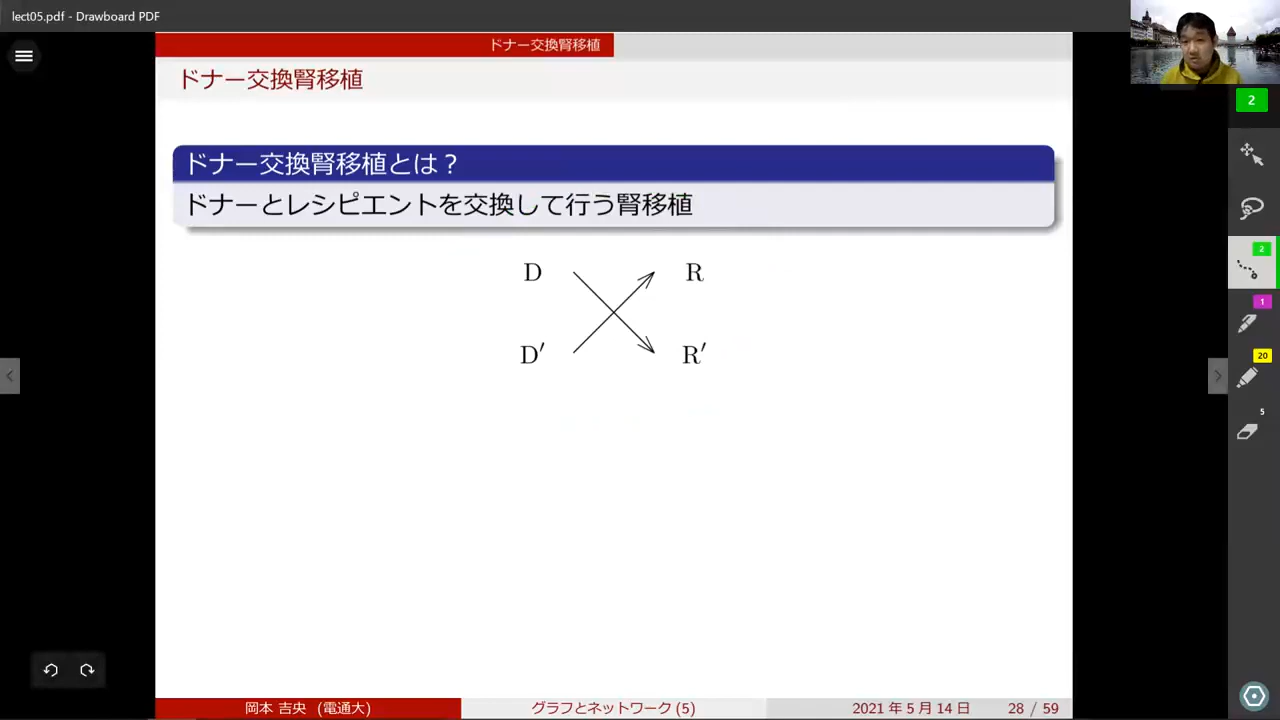 lect05.pdf - Drawboard PDF
ドナー交換腎移植
ドナー交換腎移植
2
ドナー交換腎移植とは？
ドナーとレシピエントを交換して行う腎移植
D R
D′ R′
2
1
20
5
岡本 吉央 (電通大) グラフとネットワーク (5) 2021 年 5 月 14 日 28 / 59